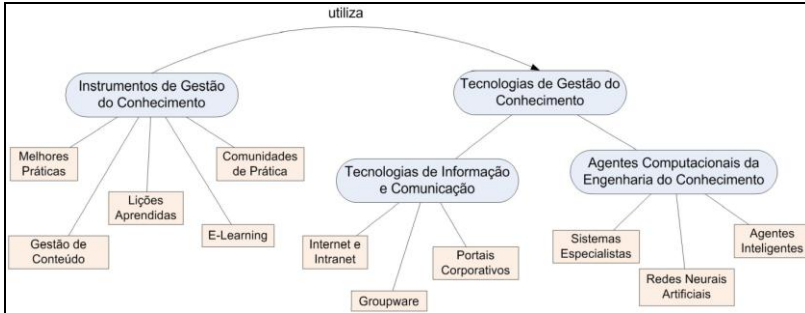 utiliza
Instrumentos de Gestão
do Conhecimento
Tecnologias de Gestão do
Conhecimento
Melhores
Práticas
Gestão de
Conteúdo
Lições
Aprendidas
E-Learning
Comunidades
de Prática
Tecnologias de Informação
e Comunicação
Agentes Computacionais da
Engenharia do Conhecimento
Internet e
Intranet
Groupware
Portais
Corporativos
Sistemas
Especialistas
Redes Neurais
Artificiais
Agentes
Inteligentes